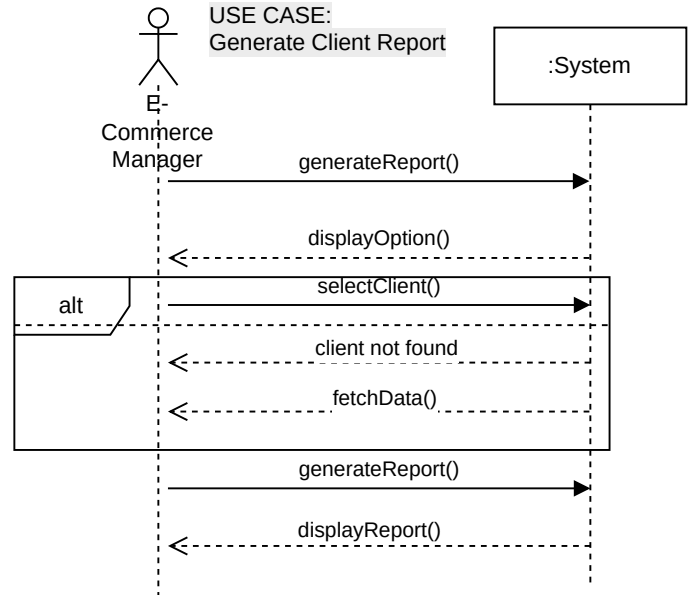 USE CASE:
Generate Client Report
:System
E-
Commerce
Manager
generateReport()
displayOption()
alt
selectClient()
client not found
fetchData()
generateReport()
displayReport()